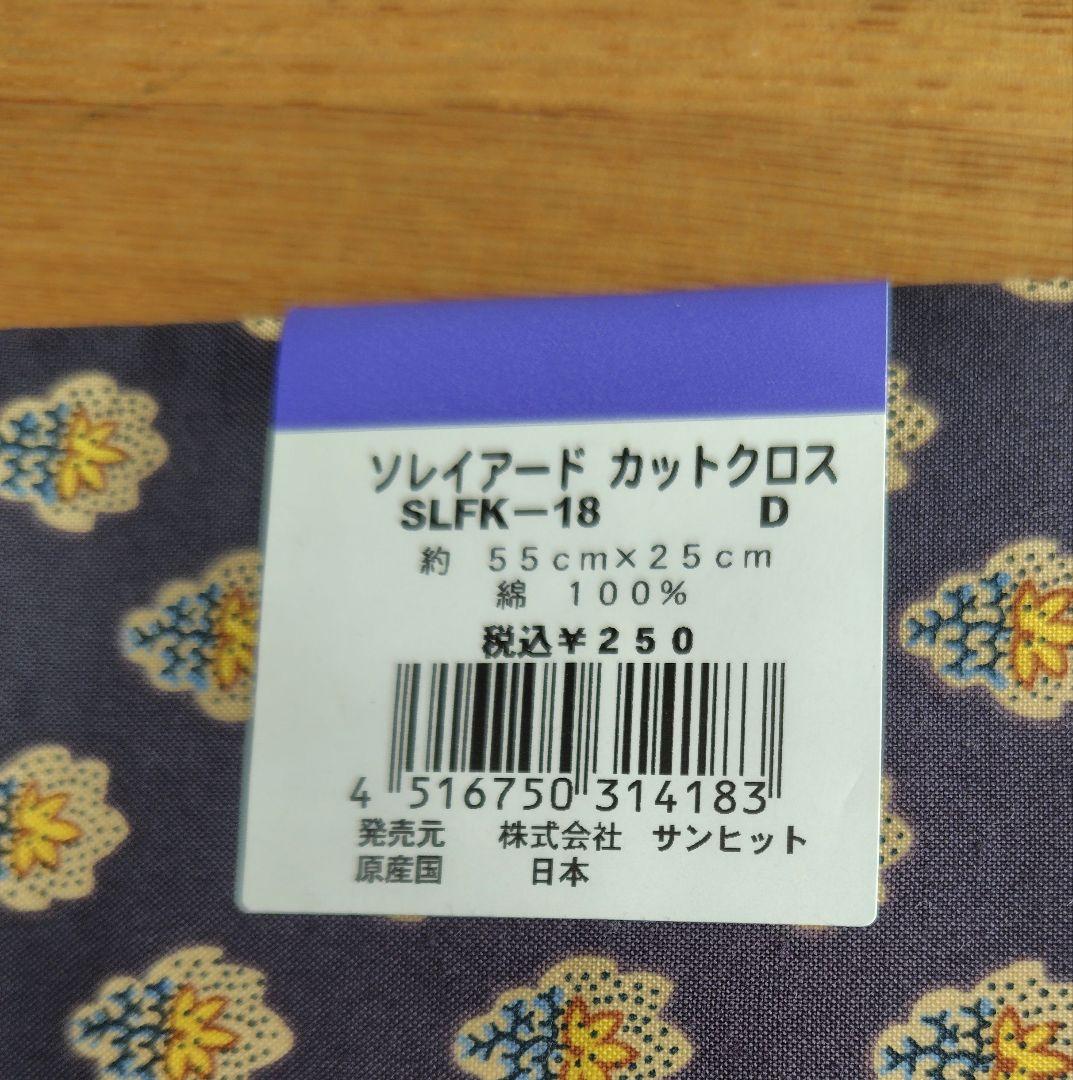 ソレイアード カットクロス
SLFK－18 D
約 55cm×25cm
綿 100%
税込¥250
4 516750 314183
発売元 株式会社 サンヒット
原産国 日本